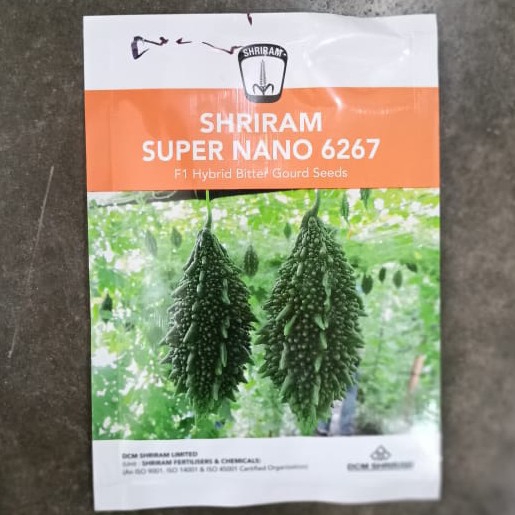 SHRIRAM
SHRIRAM
SUPER NANO 6267
F1 Hybrid Bitter Gourd Seeds
DCM SHRIRAM LIMITED
(Unit : SHRIRAM FERTILISERS & CHEMICALS)
(An ISO 9001, ISO 14001 & ISO 45001 Certified Organization)
DCM SHRIRAM